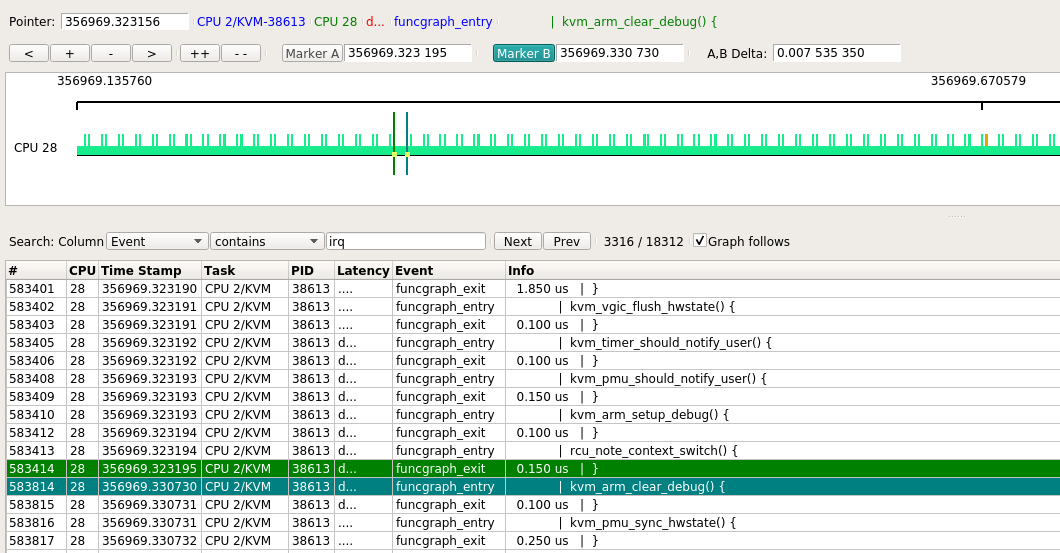 Pointer: 356969.323156 CPU 2/KVM-38613 CPU 28 d... funcgraph_entry | kvm_arm_clear_debug() {
< + - > ++ - - Marker A 356969.323 195 Marker B 356969.330 730 A,B Delta: 0.007 535 350
356969.135760 356969.670579
CPU 28
Search: Column Event contains irq Next Prev 3316 / 18312 Graph follows
# CPU Time Stamp Task PID Latency Event Info
583401 28 356969.323190 CPU 2/KVM 38613 .... funcgraph_exit 1.850 us | }
583402 28 356969.323191 CPU 2/KVM 38613 .... funcgraph_entry | kvm_vgic_flush_hwstate() {
583403 28 356969.323191 CPU 2/KVM 38613 .... funcgraph_exit 0.100 us | }
583405 28 356969.323192 CPU 2/KVM 38613 d... funcgraph_entry | kvm_timer_should_notify_user() {
583406 28 356969.323192 CPU 2/KVM 38613 d... funcgraph_exit 0.100 us | }
583408 28 356969.323193 CPU 2/KVM 38613 d... funcgraph_entry | kvm_pmu_should_notify_user() {
583409 28 356969.323193 CPU 2/KVM 38613 d... funcgraph_exit 0.150 us | }
583410 28 356969.323193 CPU 2/KVM 38613 d... funcgraph_entry | kvm_arm_setup_debug() {
583412 28 356969.323194 CPU 2/KVM 38613 d... funcgraph_exit 0.100 us | }
583413 28 356969.323194 CPU 2/KVM 38613 d... funcgraph_entry | rcu_note_context_switch() {
583414 28 356969.323195 CPU 2/KVM 38613 d... funcgraph_exit 0.150 us | }
583814 28 356969.330730 CPU 2/KVM 38613 d... funcgraph_entry | kvm_arm_clear_debug() {
583815 28 356969.330731 CPU 2/KVM 38613 d... funcgraph_exit 0.100 us | }
583816 28 356969.330731 CPU 2/KVM 38613 .... funcgraph_entry | kvm_pmu_sync_hwstate() {
583817 28 356969.330732 CPU 2/KVM 38613 .... funcgraph_exit 0.250 us | }